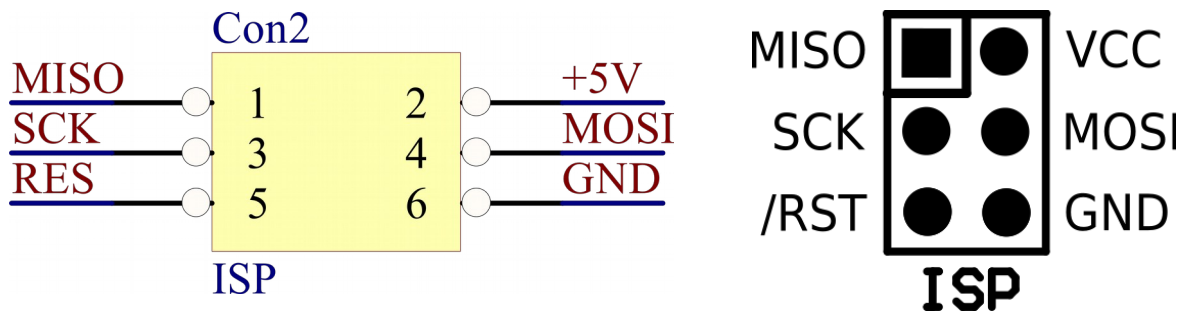 Con2
MISO 1 2 +5V
SCK 3 4 MOSI
RES 5 6 GND
ISP
MISO VCC
SCK MOSI
/RST GND
ISP